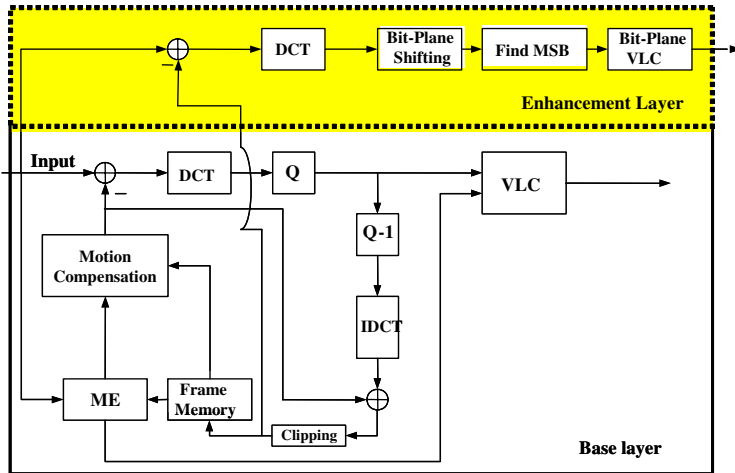 DCT
Bit-Plane
Shifting
Find MSB
Bit-Plane
VLC
Enhancement Layer
Input
DCT
Q
VLC
Q-1
Motion
Compensation
IDCT
ME
Frame
Memory
Clipping
Base layer